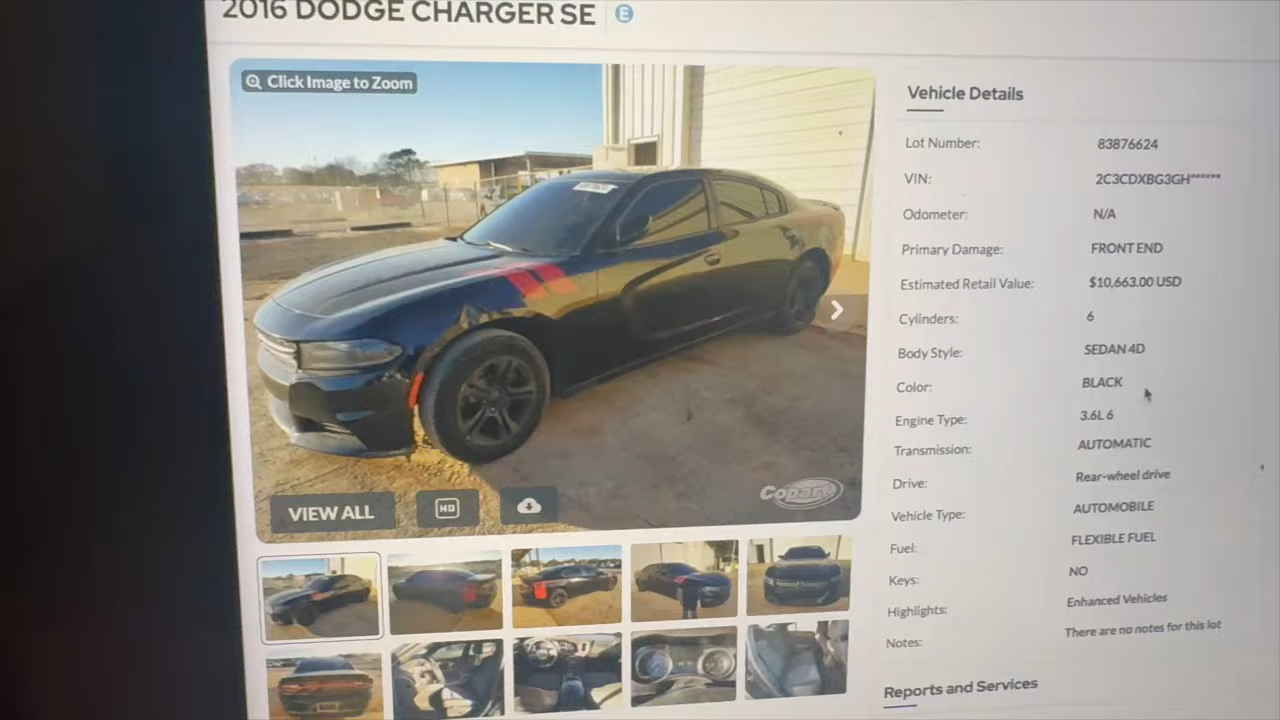 2016 DODGE CHARGER SE E
Click Image to Zoom
VIEW ALL
HD
Copart
Vehicle Details
Lot Number: 83876624
VIN: 2C3CDXBG3GH******
Odometer: N/A
Primary Damage: FRONT END
Estimated Retail Value: $10,663.00 USD
Cylinders: 6
Body Style: SEDAN 4D
Color: BLACK
Engine Type: 3.6L 6
Transmission: AUTOMATIC
Drive: Rear-wheel drive
Vehicle Type: AUTOMOBILE
Fuel: FLEXIBLE FUEL
Keys: NO
Highlights: Enhanced Vehicles
Notes: There are no notes for this lot
Reports and Services